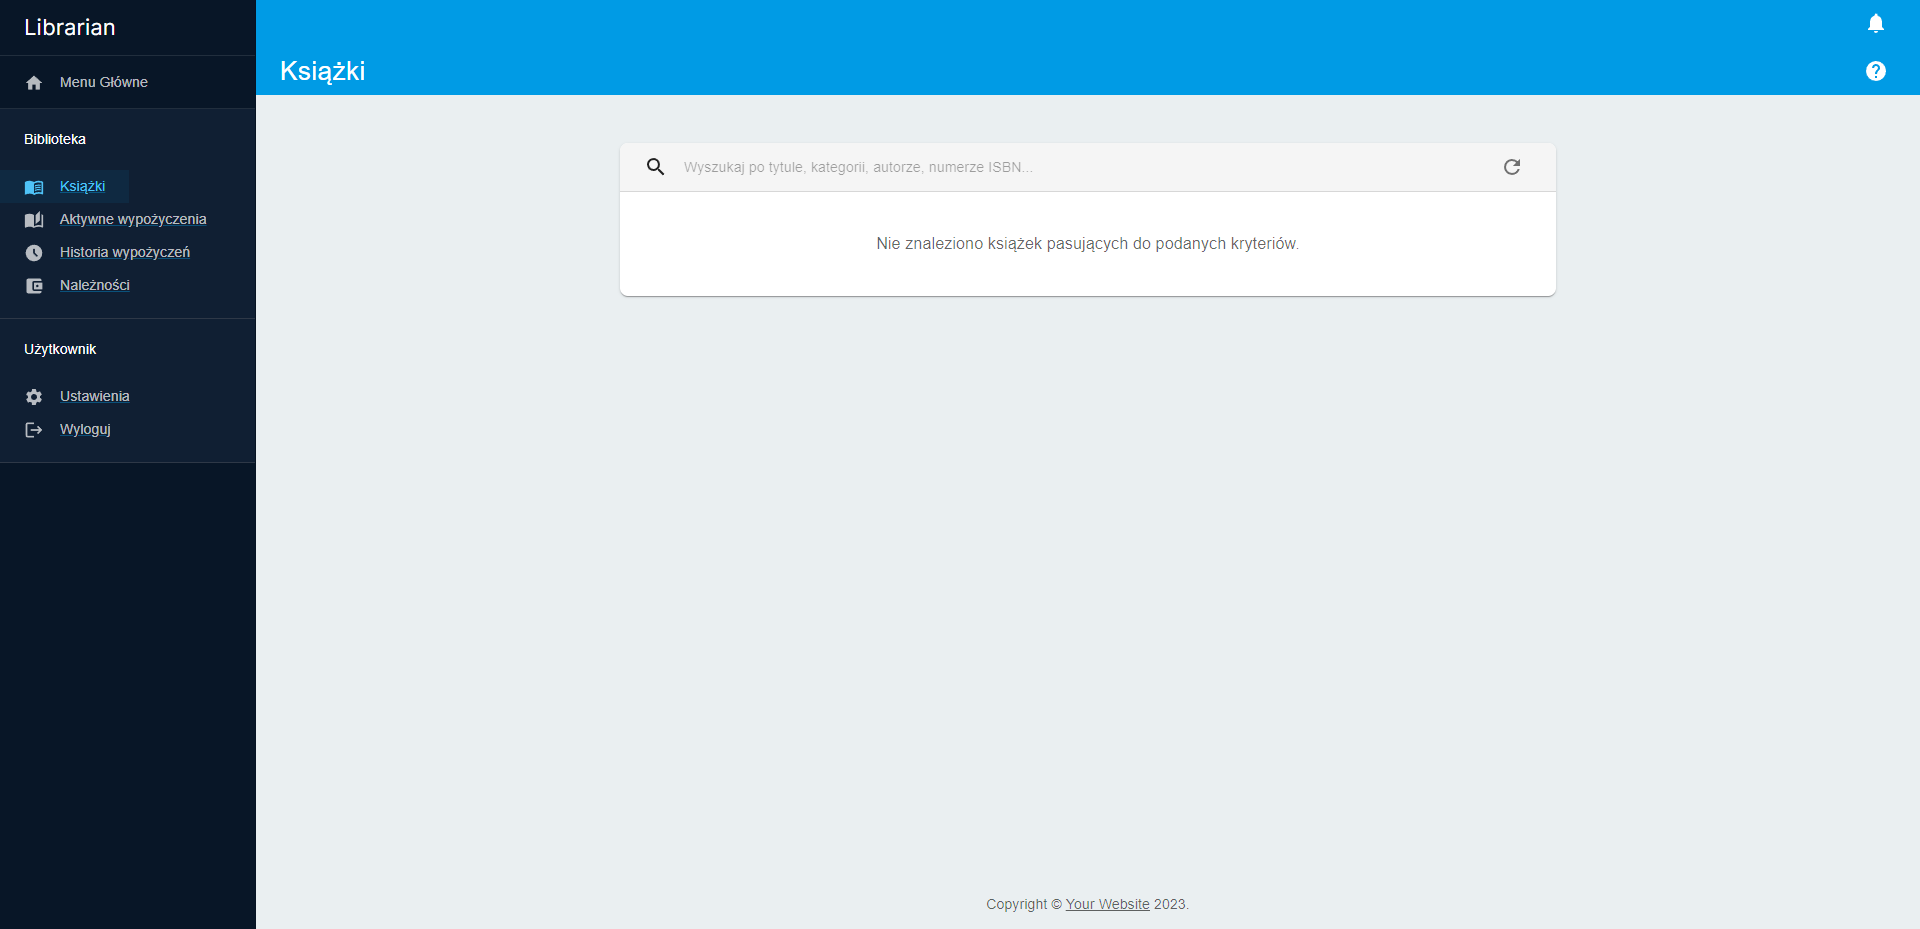 Librarian
Menu Główne
Biblioteka
Książki
Aktywne wypożyczenia
Historia wypożyczeń
Należności
Użytkownik
Ustawienia
Wyloguj
Książki
Wyszukaj po tytule, kategorii, autorze, numerze ISBN...
Nie znaleziono książek pasujących do podanych kryteriów.
Copyright © Your Website 2023.